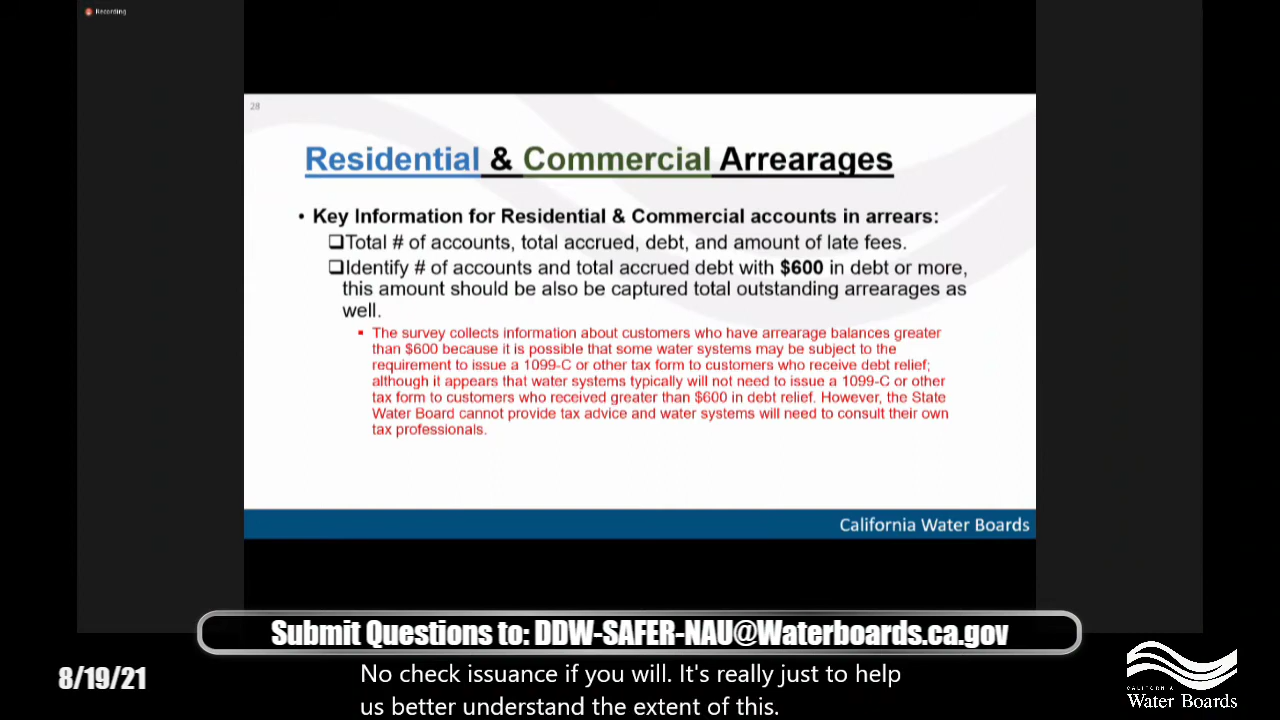 Recording
28
Residential & Commercial Arrearages
• Key Information for Residential & Commercial accounts in arrears:
❑Total # of accounts, total accrued, debt, and amount of late fees.
❑Identify # of accounts and total accrued debt with $600 in debt or more,
this amount should be also be captured total outstanding arrearages as
well.
▪ The survey collects information about customers who have arrearage balances greater
than $600 because it is possible that some water systems may be subject to the
requirement to issue a 1099-C or other tax form to customers who receive debt relief;
although it appears that water systems typically will not need to issue a 1099-C or other
tax form to customers who received greater than $600 in debt relief. However, the State
Water Board cannot provide tax advice and water systems will need to consult their own
tax professionals.
California Water Boards
Submit Questions to: DDW-SAFER-NAU@Waterboards.ca.gov
8/19/21
No check issuance if you will. It's really just to help
us better understand the extent of this.
CALIFORNIA
Water Boards